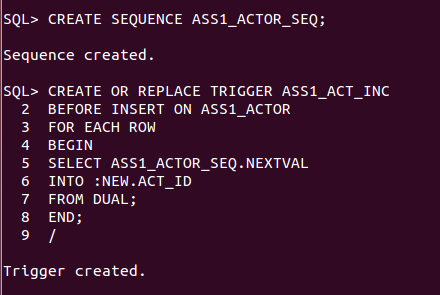 SQL> CREATE SEQUENCE ASS1_ACTOR_SEQ;
Sequence created.
SQL> CREATE OR REPLACE TRIGGER ASS1_ACT_INC
2 BEFORE INSERT ON ASS1_ACTOR
3 FOR EACH ROW
4 BEGIN
5 SELECT ASS1_ACTOR_SEQ.NEXTVAL
6 INTO :NEW.ACT_ID
7 FROM DUAL;
8 END;
9 /
Trigger created.